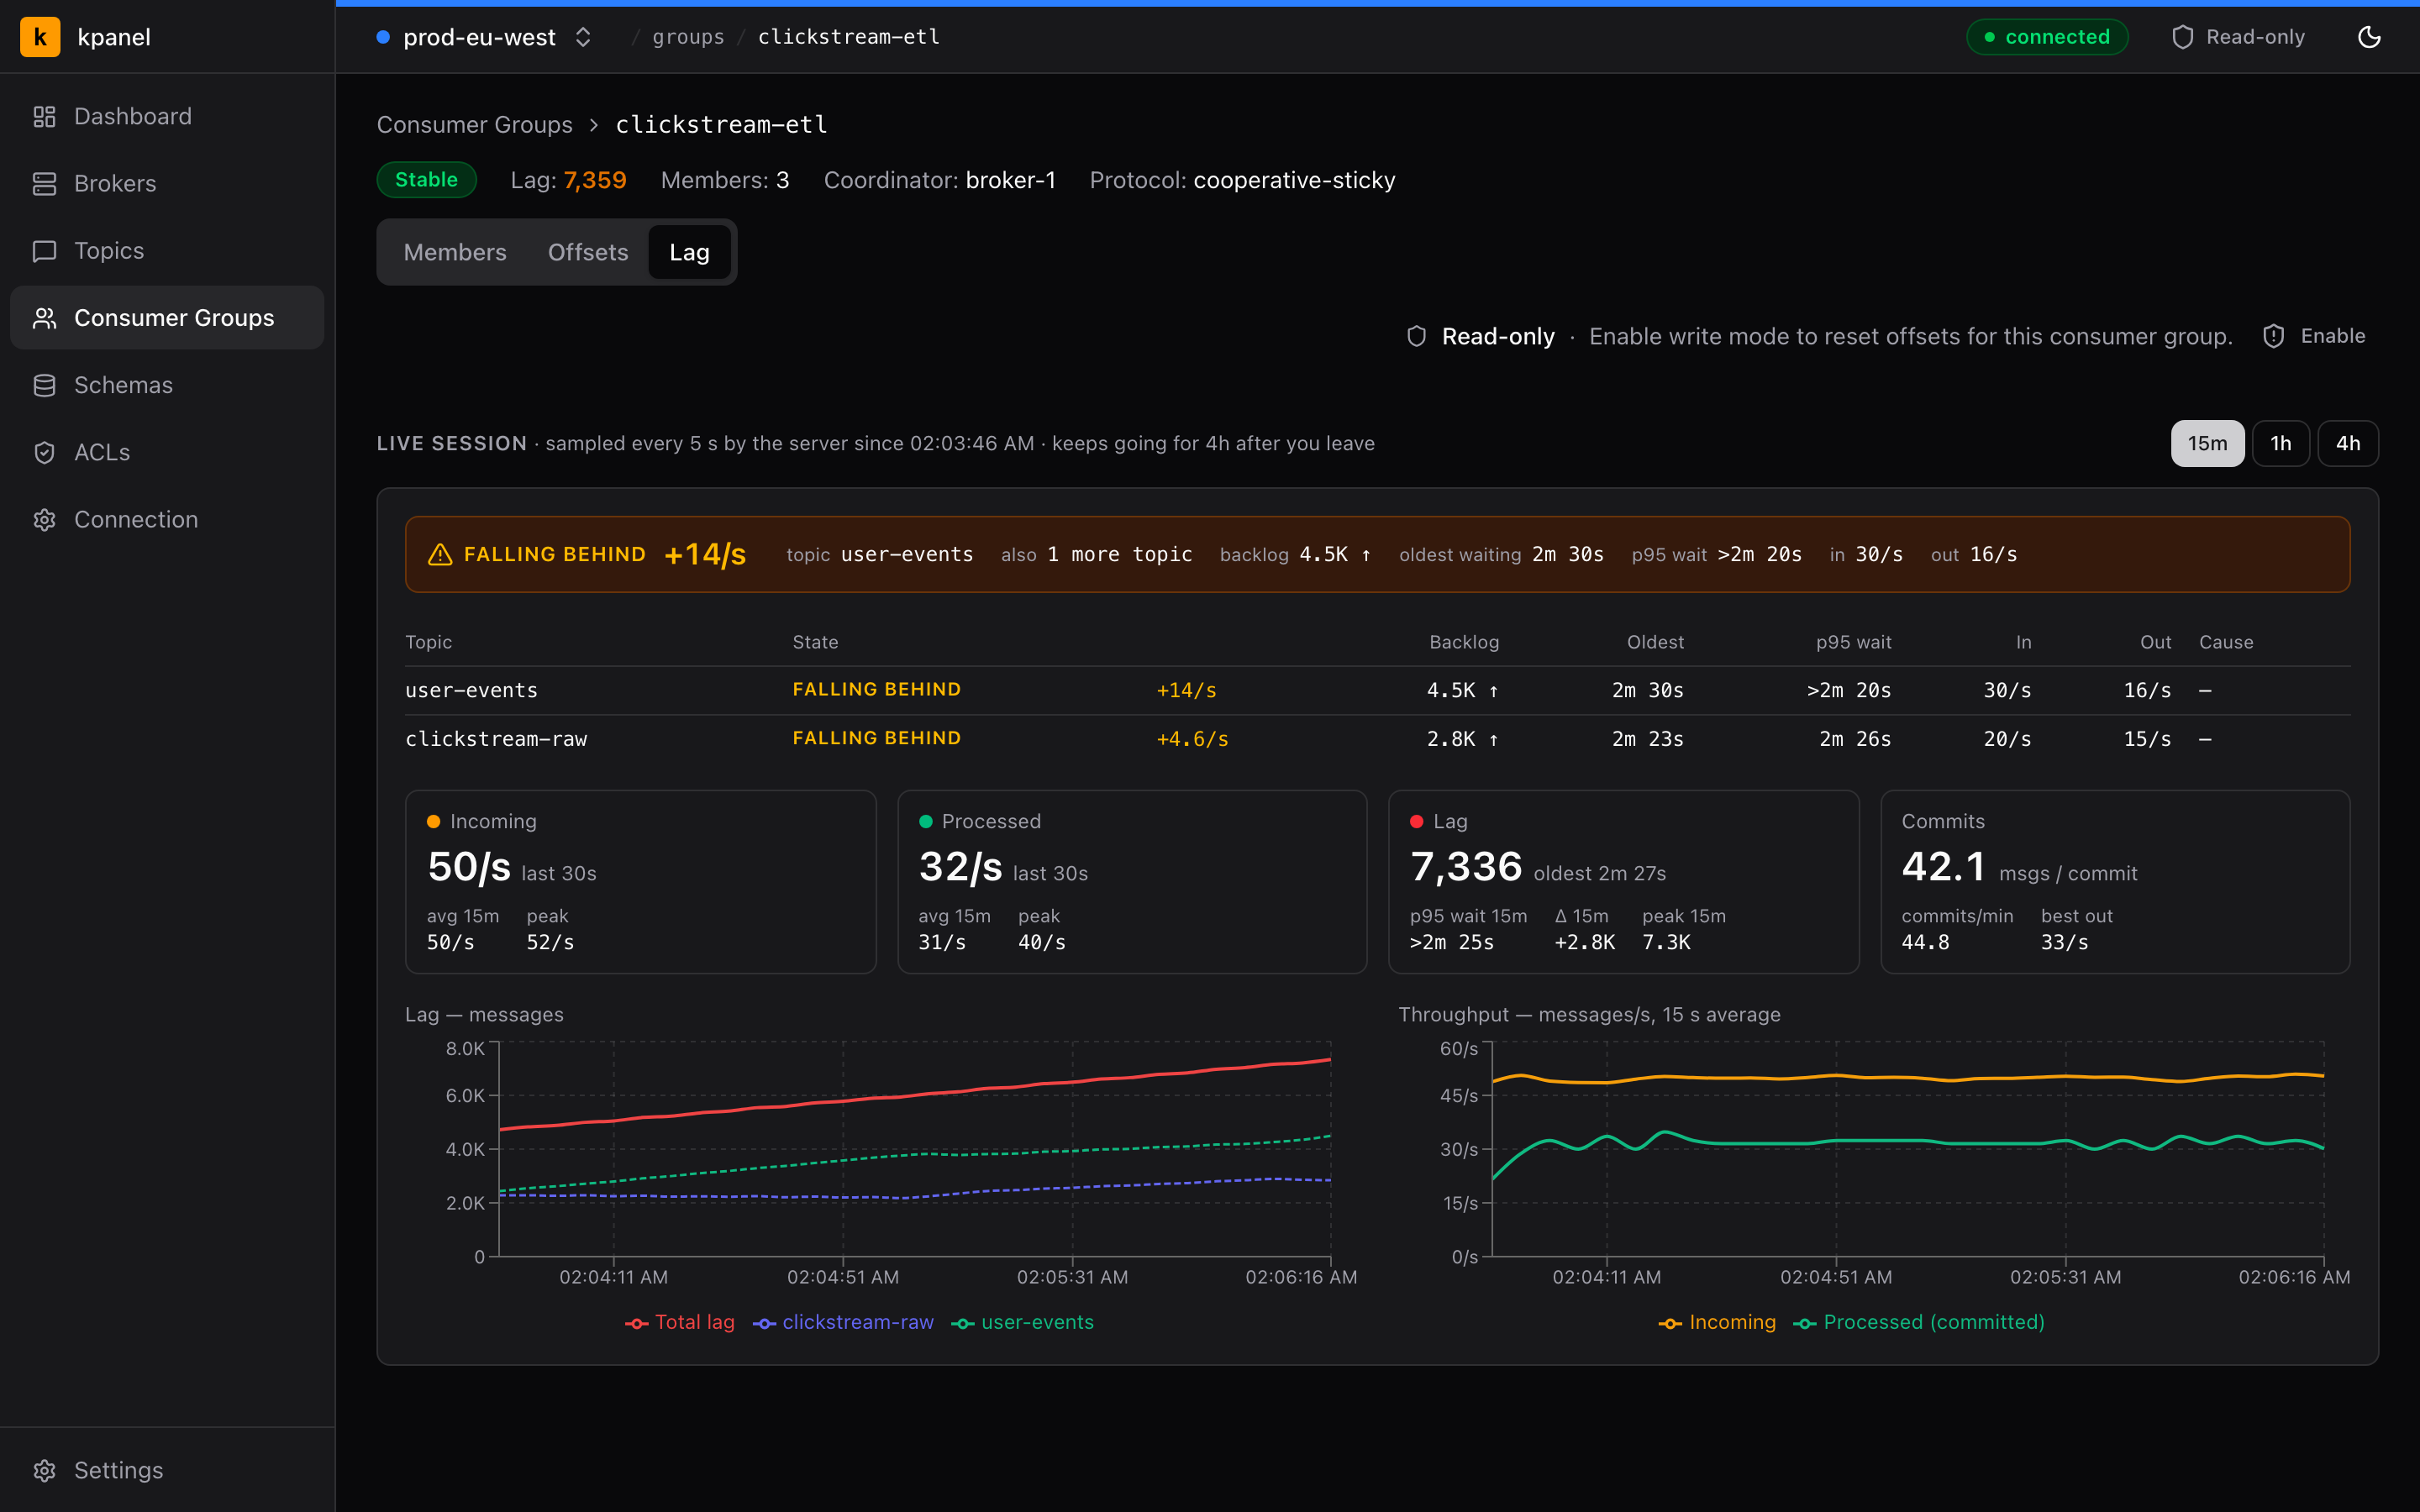 k kpanel
prod-eu-west / groups / clickstream-etl
connected Read-only
Dashboard
Brokers
Topics
Consumer Groups
Schemas
ACLs
Connection
Settings
Consumer Groups > clickstream-etl
Stable Lag: 7,359 Members: 3 Coordinator: broker-1 Protocol: cooperative-sticky
Members Offsets Lag
Read-only · Enable write mode to reset offsets for this consumer group. Enable
LIVE SESSION · sampled every 5 s by the server since 02:03:46 AM · keeps going for 4h after you leave
15m 1h 4h
FALLING BEHIND +14/s topic user-events also 1 more topic backlog 4.5K ↑ oldest waiting 2m 30s p95 wait >2m 20s in 30/s out 16/s
Topic State Backlog Oldest p95 wait In Out Cause
user-events FALLING BEHIND +14/s 4.5K ↑ 2m 30s >2m 20s 30/s 16/s —
clickstream-raw FALLING BEHIND +4.6/s 2.8K ↑ 2m 23s 2m 26s 20/s 15/s —
Incoming
50/s last 30s
avg 15m peak
50/s 52/s
Processed
32/s last 30s
avg 15m peak
31/s 40/s
Lag
7,336 oldest 2m 27s
p95 wait 15m Δ 15m peak 15m
>2m 25s +2.8K 7.3K
Commits
42.1 msgs / commit
commits/min best out
44.8 33/s
Lag — messages
8.0K
6.0K
4.0K
2.0K
0
02:04:11 AM 02:04:51 AM 02:05:31 AM 02:06:16 AM
Total lag clickstream-raw user-events
Throughput — messages/s, 15 s average
60/s
45/s
30/s
15/s
0/s
02:04:11 AM 02:04:51 AM 02:05:31 AM 02:06:16 AM
Incoming Processed (committed)